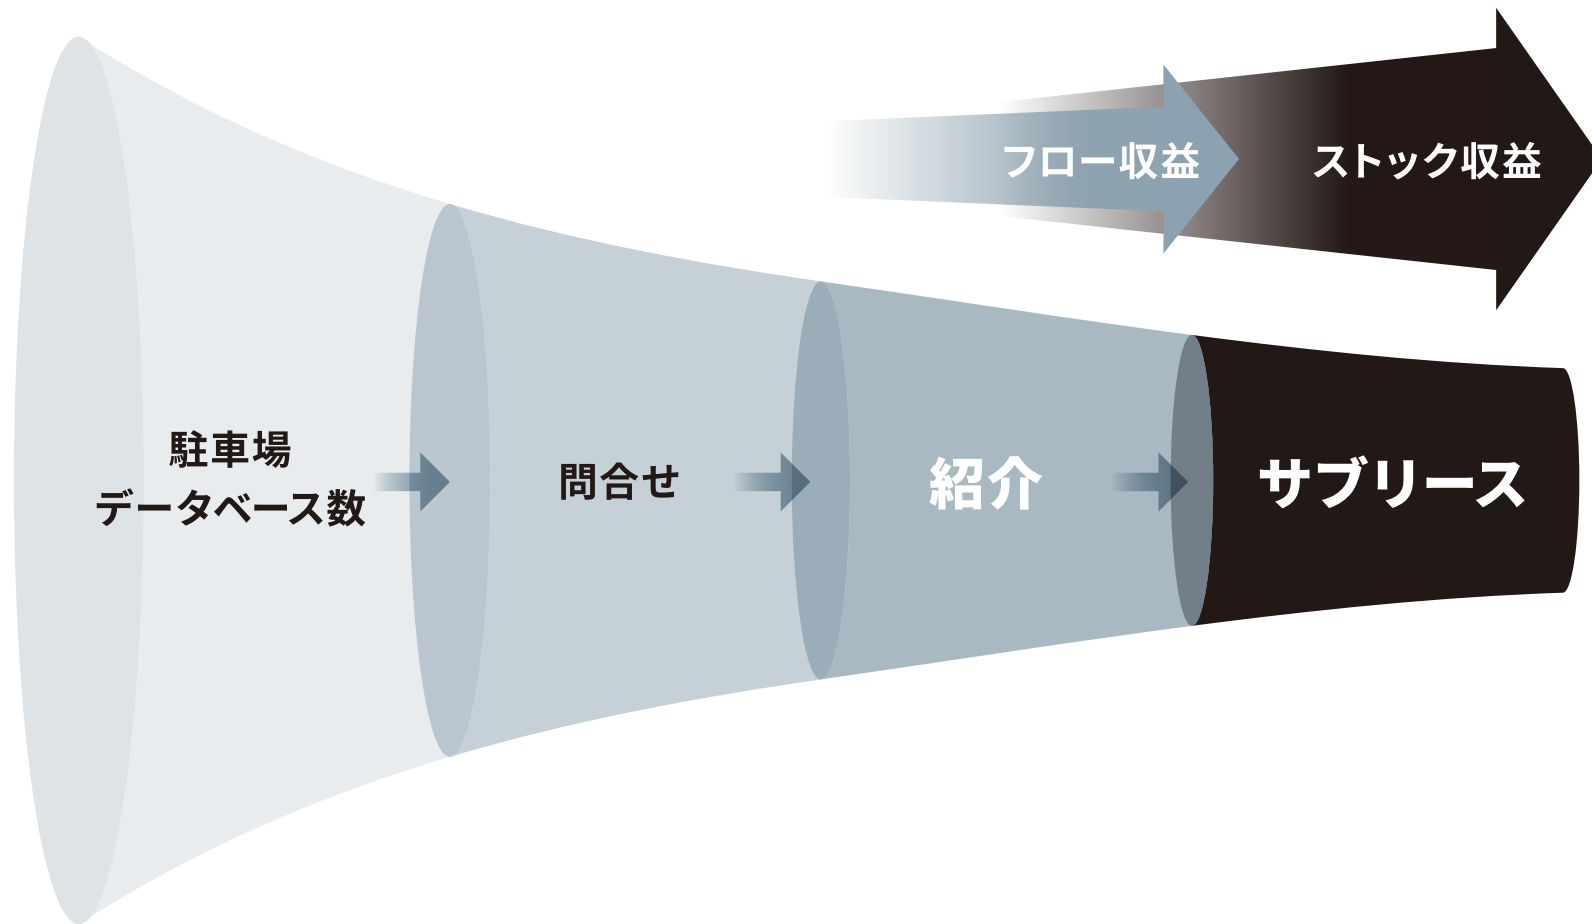 フロー収益
ストック収益
駐車場
データベース数
問合せ
紹介
サブリース